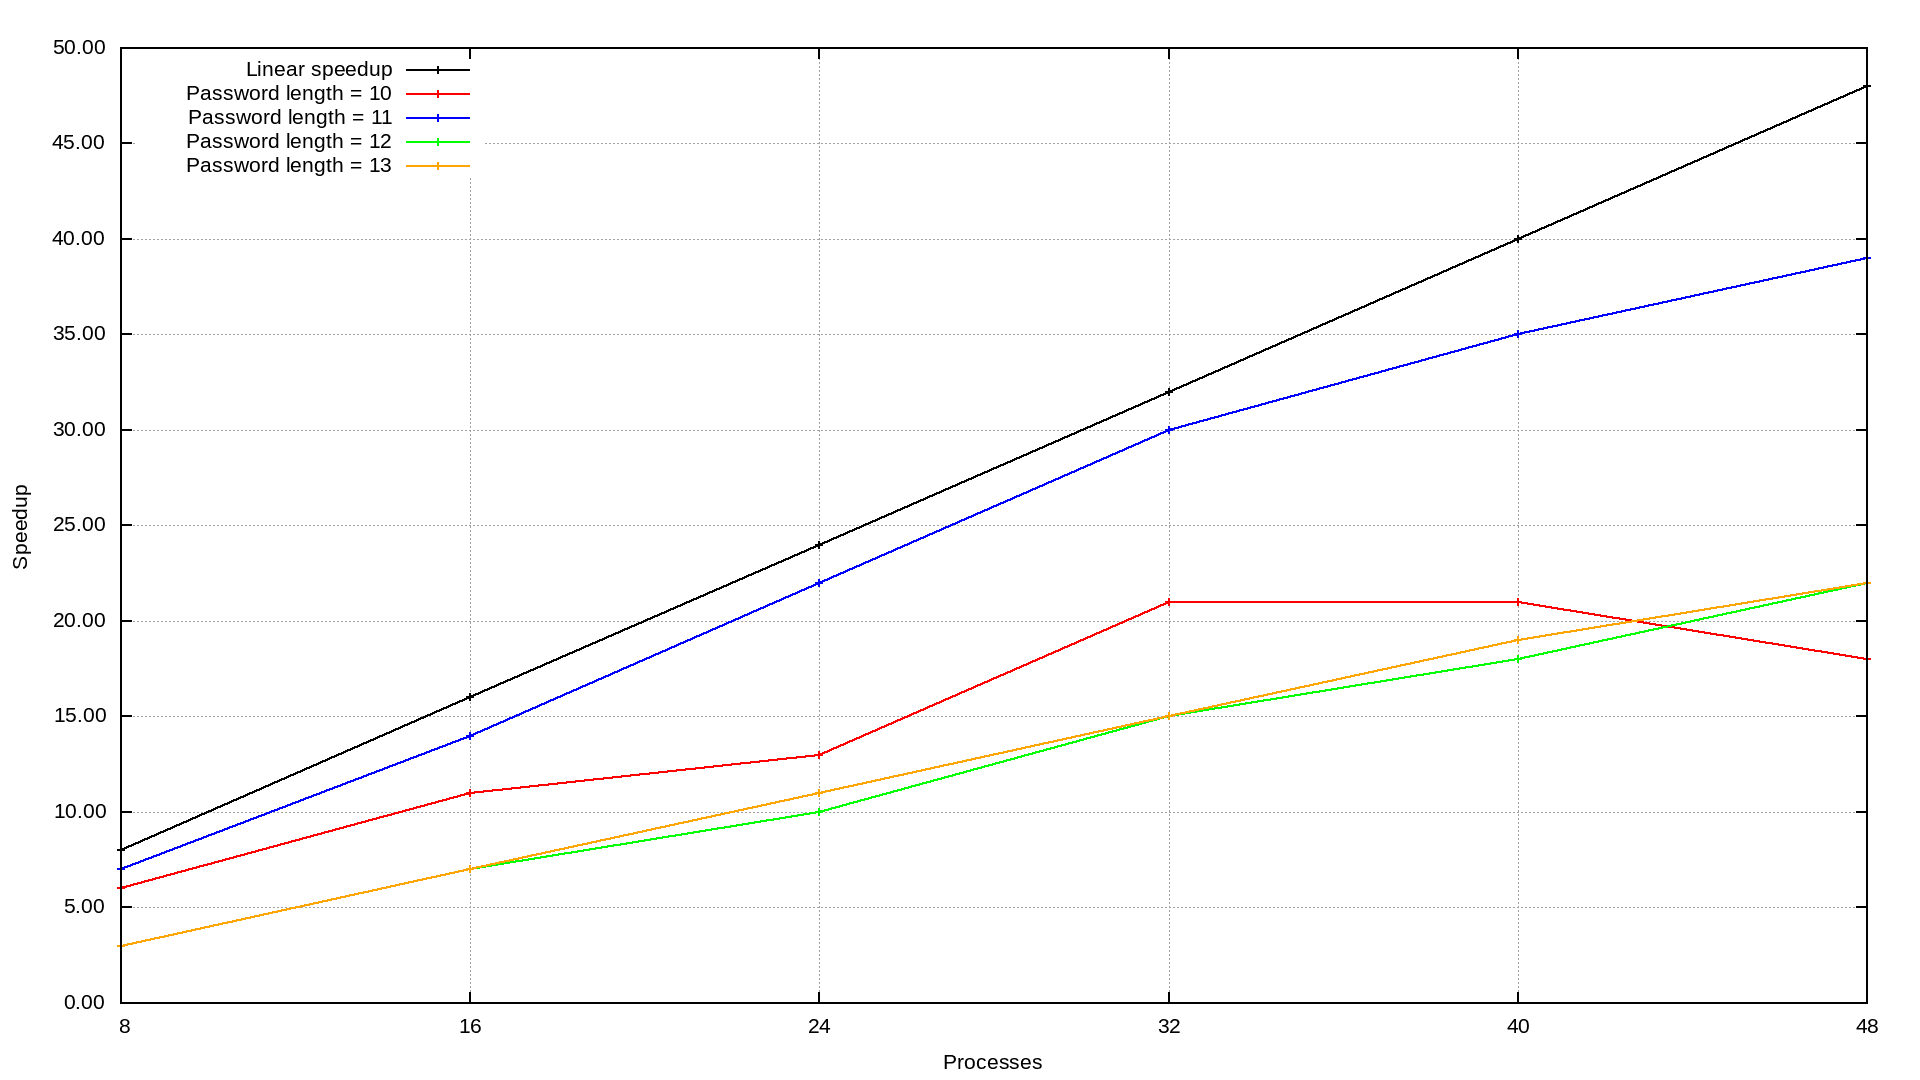 50.00
45.00
40.00
35.00
30.00
25.00
20.00
15.00
10.00
5.00
0.00
Speedup
Linear speedup
Password length = 10
Password length = 11
Password length = 12
Password length = 13
8 16 24 32 40 48
Processes